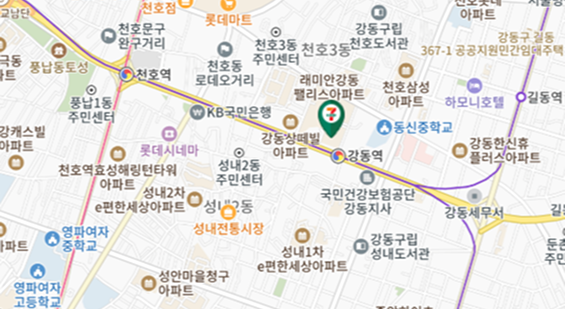 천호점
롯데마트
천호문구
완구거리
천호3동
주민센터
천호3동
강동구립
천호도서관
아파트
강동구 길동
367-1 공공지원민간임대주택
풍납동토성
천호역
천호동
로데오거리
래미안강동
팰리스아파트
천호삼성
아파트
하모니호텔
길동역
풍납1동
주민센터
KB국민은행
7
ELEVEN
강동상떼빌
아파트
동신중학교
강동역
강동한신휴
플러스아파트
강캐스빌
아파트
롯데시네마
천호역효성해링턴타워
아파트
성내2동
주민센터
국민건강보험공단
강동지사
강동세무서
성내2차
e편한세상아파트
성내2동
성내전통시장
영파여자
중학교
성내1차
e편한세상아파트
강동구립
성내도서관
성안마을청구
아파트
영파여자
고등학교